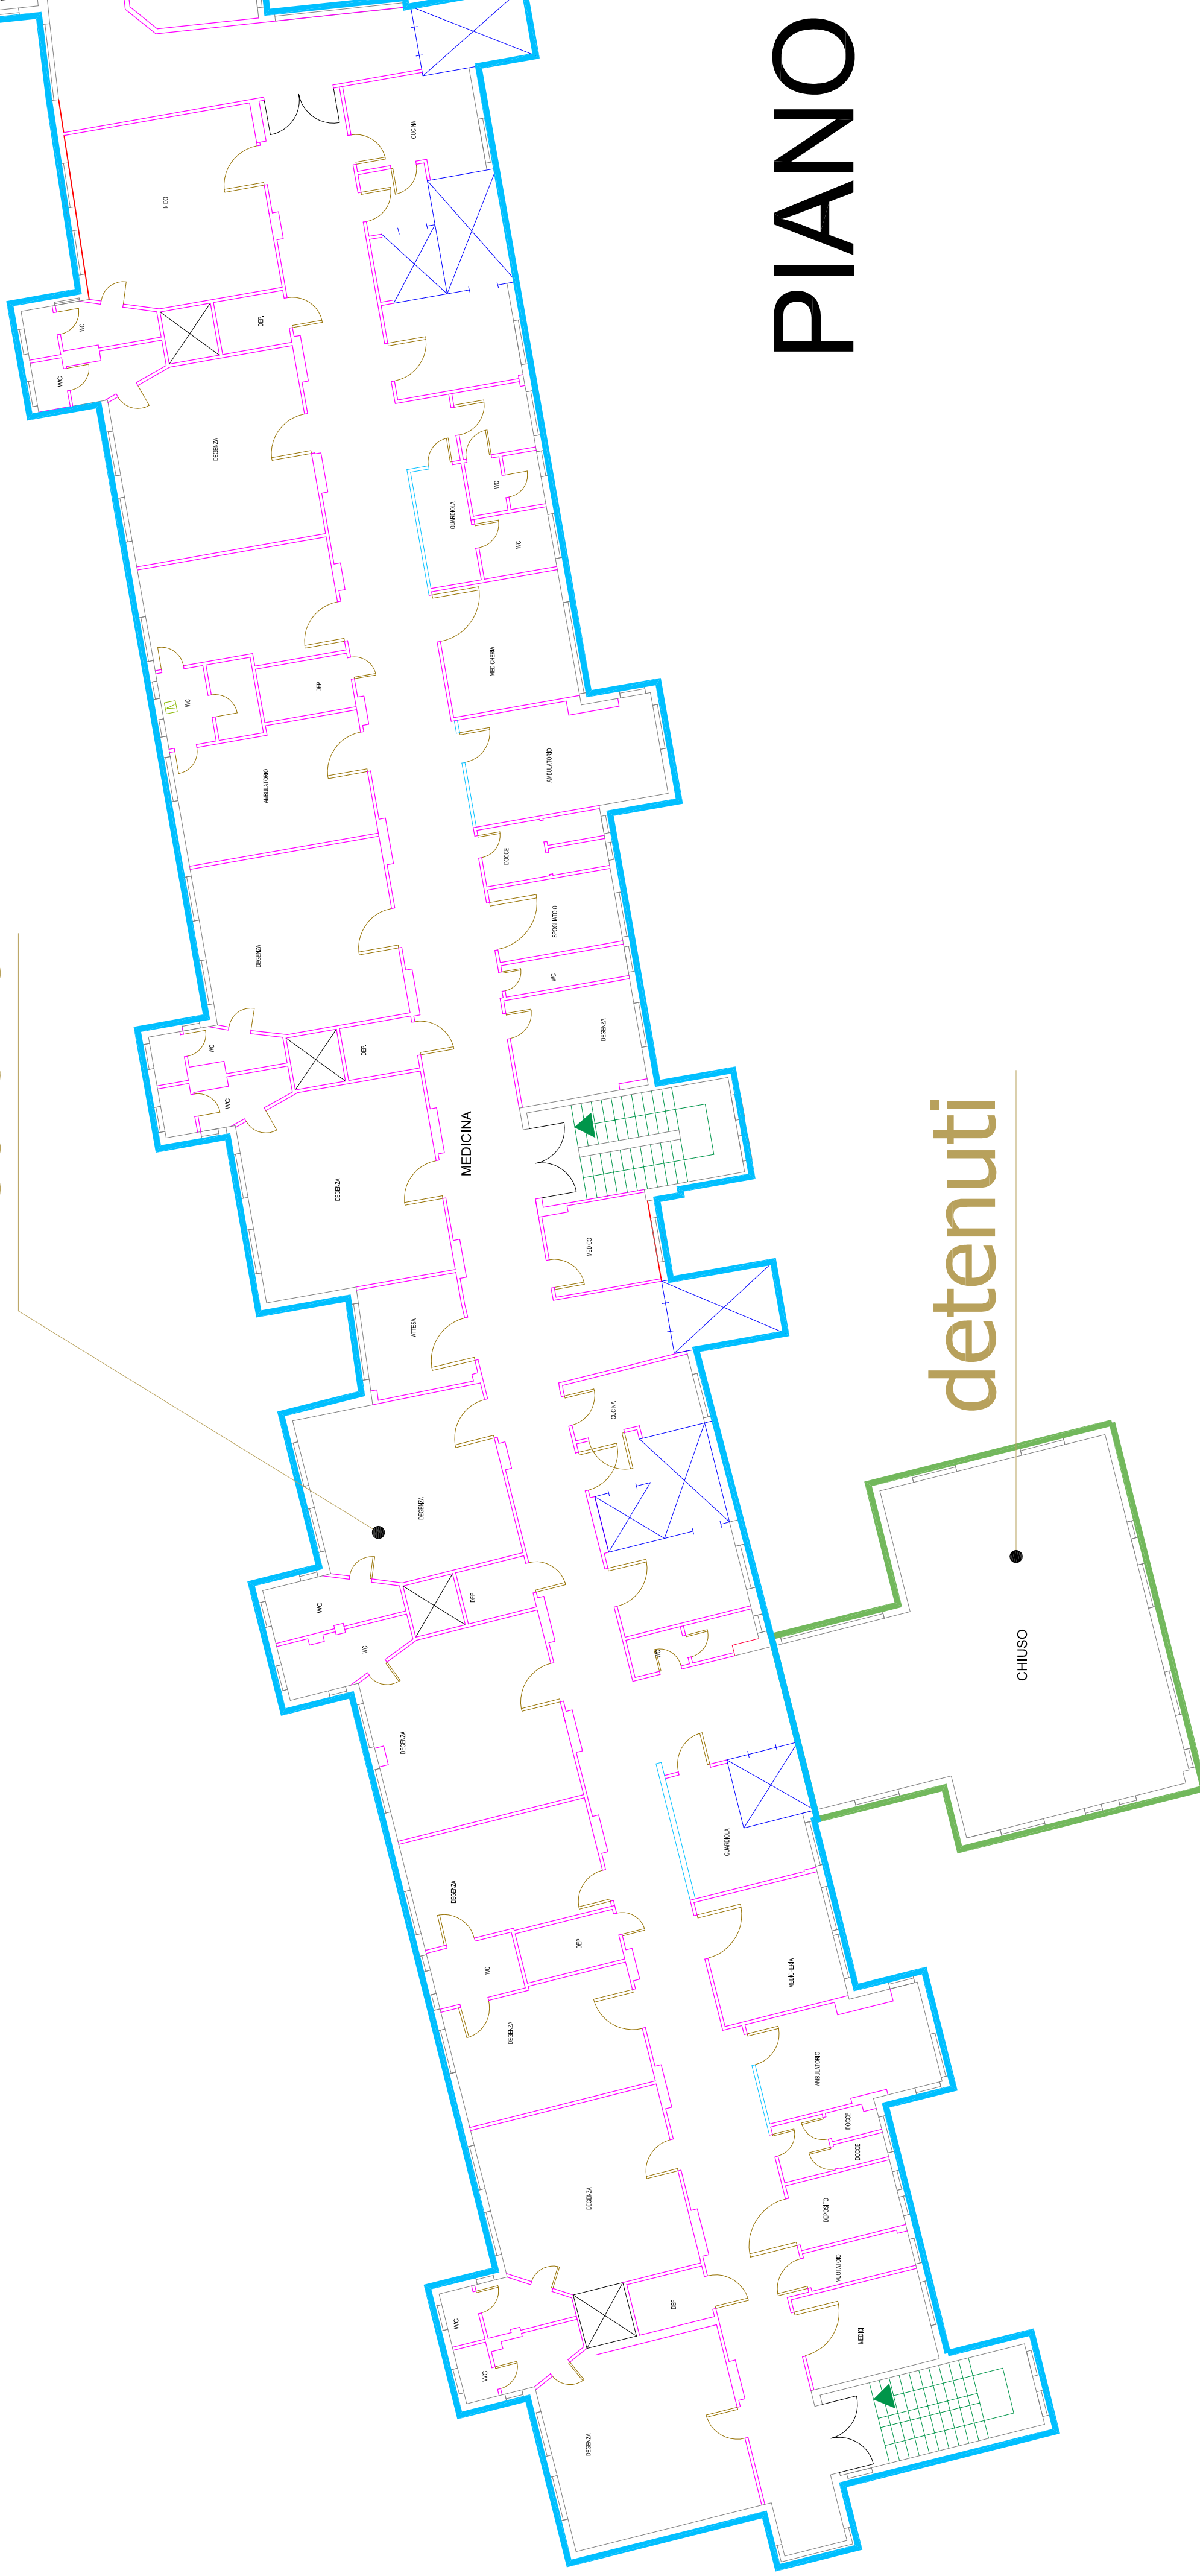 PIANO
CUCINA
NIDO
WC
DEP.
WC
DEGENZA
WC
GUARDIOLA
WC
MEDICHERIA
DEP.
WC
A
AMBULATORIO
AMBULATORIO
DOCCE
SPOGLIATOIO
DEGENZA
WC
DEGENZA
WC
DEP.
WC
MEDICINA
DEGENZA
MEDICO
ATTESA
detenuti
CUCINA
DEGENZA
DEP.
WC
WC
WC
CHIUSO
DEGENZA
GUARDIOLA
DEGENZA
DEP.
WC
MEDICHERIA
DEGENZA
AMBULATORIO
DOCCE
DOCCE
DEGENZA
DEPOSITO
VUOTATOIO
WC
DEP.
MEDICI
WC
DEGENZA